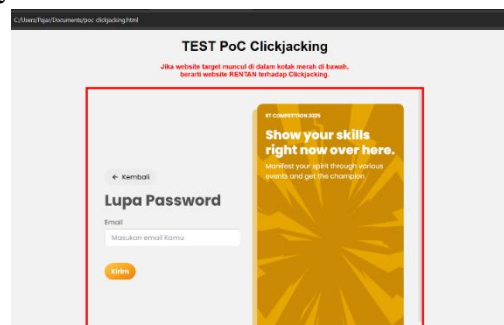 C:/Users/Fajar/Documents/poc clickjacking.html
TEST PoC Clickjacking
Jika website target muncul di dalam kotak merah di bawah,
berarti website RENTAN terhadap Clickjacking.
IT COMPETITION 2025
Show your skills
right now over here.
Manifest your spirit through various
events and get the champion
← Kembali
Lupa Password
Email
Masukan email Kamu
Kirim